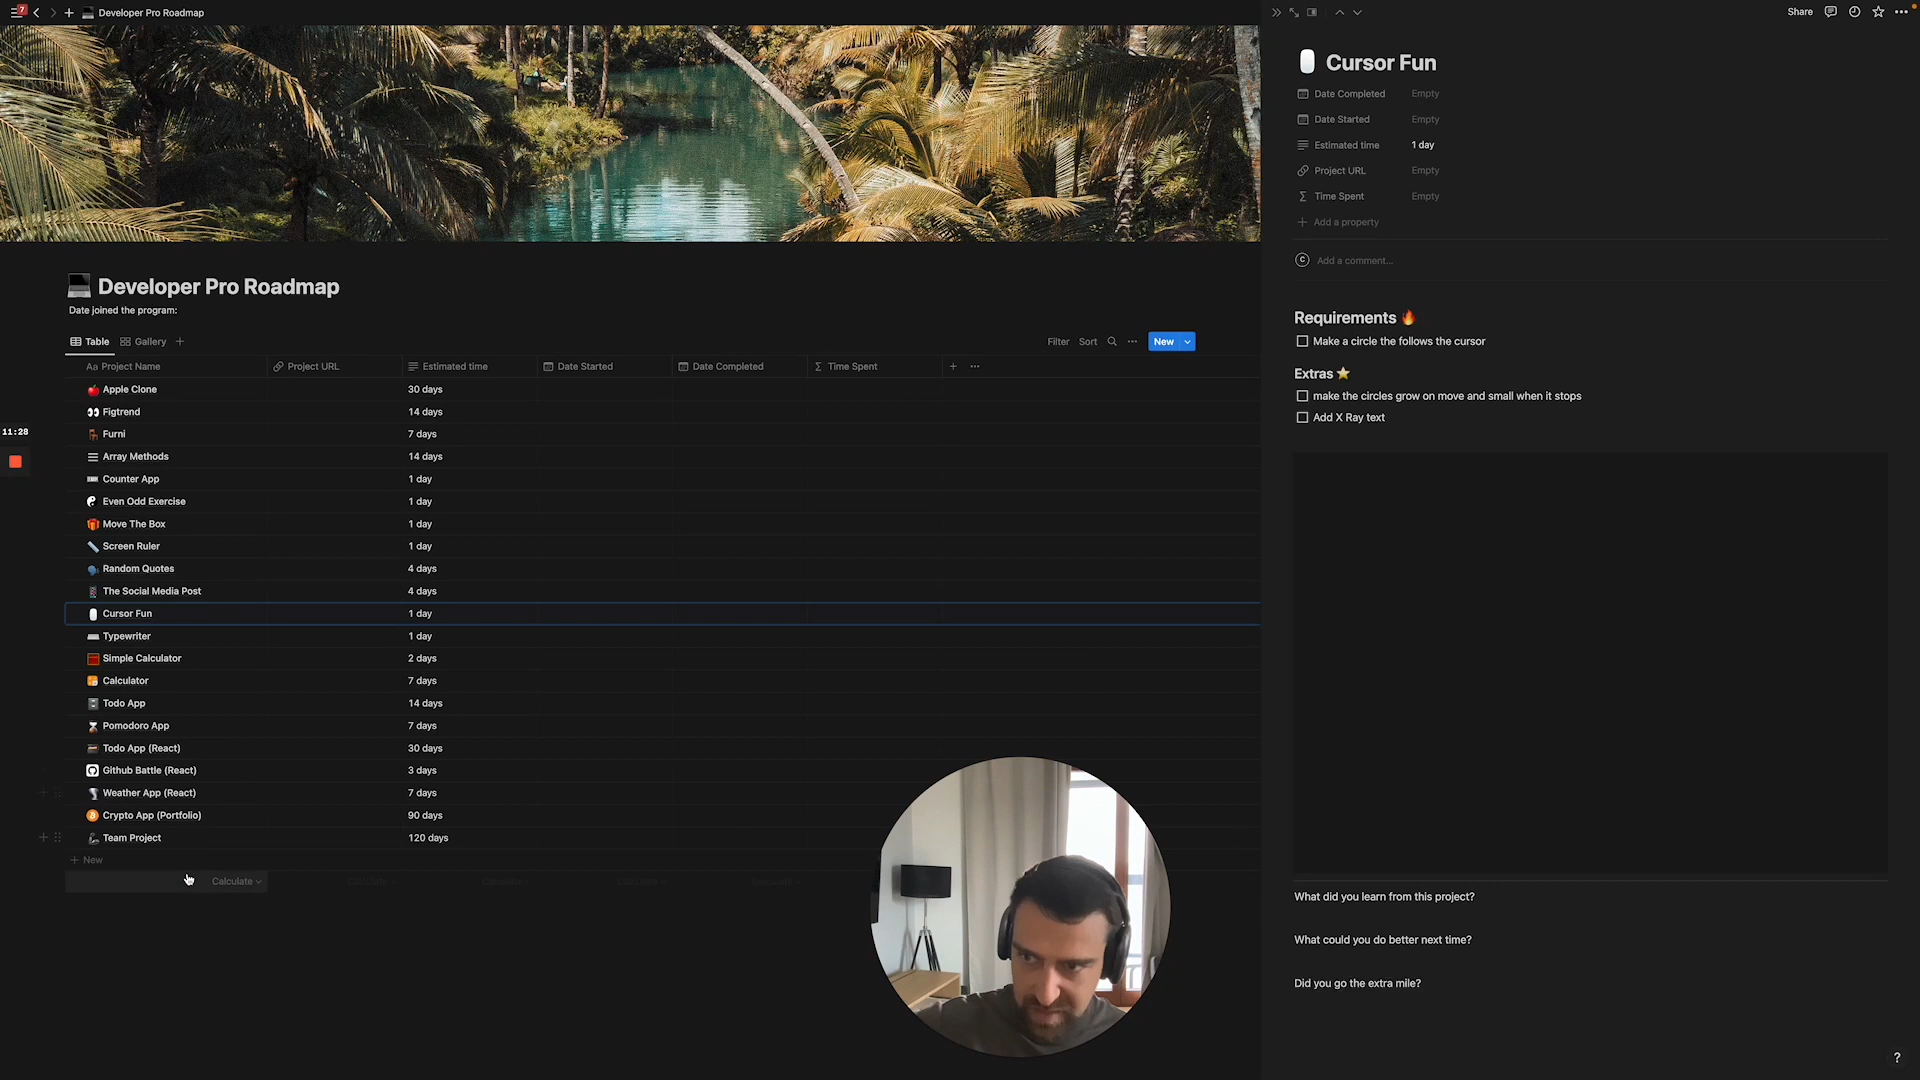 7
Developer Pro Roadmap
Share
Developer Pro Roadmap
Date joined the program:
Table
Gallery
Filter
Sort
New
Aa Project Name
Project URL
Estimated time
Date Started
Date Completed
Σ Time Spent
Apple Clone 30 days
Figtrend 14 days
Furni 7 days
Array Methods 14 days
Counter App 1 day
Even Odd Exercise 1 day
Move The Box 1 day
Screen Ruler 1 day
Random Quotes 4 days
The Social Media Post 4 days
Cursor Fun 1 day
Typewriter 1 day
Simple Calculator 2 days
Calculator 7 days
Todo App 14 days
Pomodoro App 7 days
Todo App (React) 30 days
Github Battle (React) 3 days
Weather App (React) 7 days
Crypto App (Portfolio) 90 days
Team Project 120 days
+ New
Calculate
Calculate
Calculate
Calculate
Calculate
11:28
Cursor Fun
Date Completed Empty
Date Started Empty
Estimated time 1 day
Project URL Empty
Σ Time Spent Empty
+ Add a property
C Add a comment...
Requirements 🔥
Make a circle the follows the cursor
Extras ⭐
make the circles grow on move and small when it stops
Add X Ray text
What did you learn from this project?
What could you do better next time?
Did you go the extra mile?
?